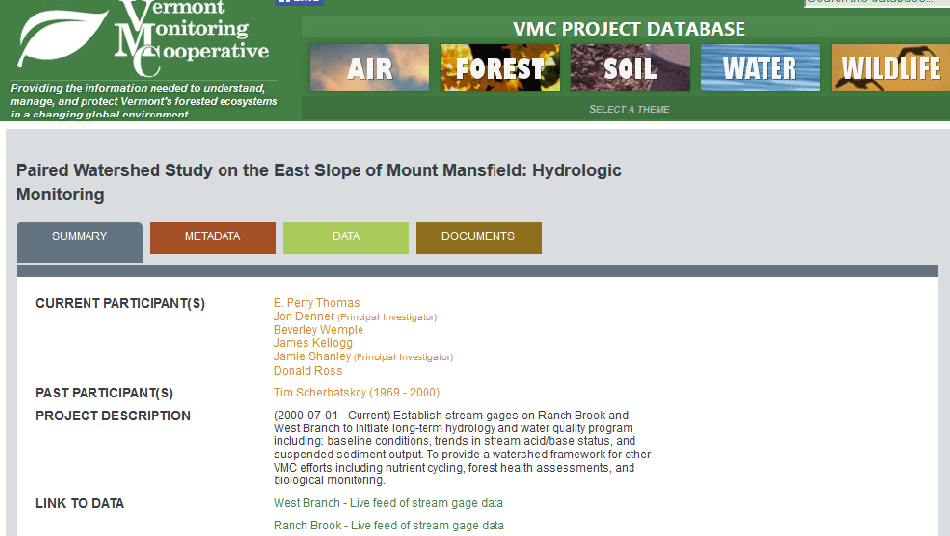 Vermont
Monitoring
Cooperative
Providing the information needed to understand,
manage, and protect Vermont's forested ecosystems
in a changing global environment
Search the database...
VMC PROJECT DATABASE
AIR
FOREST
SOIL
WATER
WILDLIFE
SELECT A THEME
Paired Watershed Study on the East Slope of Mount Mansfield: Hydrologic
Monitoring
SUMMARY
METADATA
DATA
DOCUMENTS
CURRENT PARTICIPANT(S)
E. Perry Thomas
Jon Denner (Principal Investigator)
Beverley Wemple
James Kellogg
Jamie Shanley (Principal Investigator)
Donald Ross
PAST PARTICIPANT(S)
Tim Scherbatskoy (1969 - 2000)
PROJECT DESCRIPTION
(2000-07-01 - Current) Establish stream gages on Ranch Brook and
West Branch to initiate long-term hydrology and water quality program
including: baseline conditions, trends in stream acid/base status, and
suspended sediment output. To provide a watershed framework for other
VMC efforts including nutrient cycling, forest health assessments, and
biological monitoring.
LINK TO DATA
West Branch - Live feed of stream gage data
Ranch Brook - Live feed of stream gage data